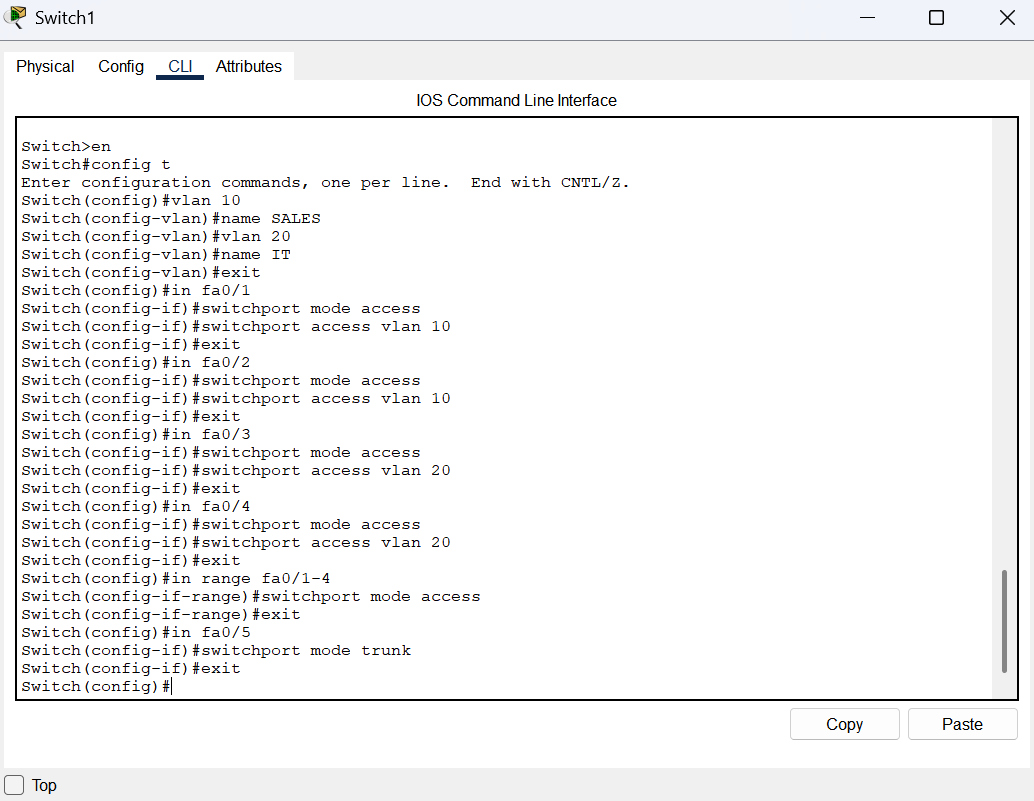 Switch1
Physical Config CLI Attributes
IOS Command Line Interface
Switch>en
Switch#config t
Enter configuration commands, one per line.  End with CNTL/Z.
Switch(config)#vlan 10
Switch(config-vlan)#name SALES
Switch(config-vlan)#vlan 20
Switch(config-vlan)#name IT
Switch(config-vlan)#exit
Switch(config)#in fa0/1
Switch(config-if)#switchport mode access
Switch(config-if)#switchport access vlan 10
Switch(config-if)#exit
Switch(config)#in fa0/2
Switch(config-if)#switchport mode access
Switch(config-if)#switchport access vlan 10
Switch(config-if)#exit
Switch(config)#in fa0/3
Switch(config-if)#switchport mode access
Switch(config-if)#switchport access vlan 20
Switch(config-if)#exit
Switch(config)#in fa0/4
Switch(config-if)#switchport mode access
Switch(config-if)#switchport access vlan 20
Switch(config-if)#exit
Switch(config)#in range fa0/1-4
Switch(config-if-range)#switchport mode access
Switch(config-if-range)#exit
Switch(config)#in fa0/5
Switch(config-if)#switchport mode trunk
Switch(config-if)#exit
Switch(config)#
Copy Paste
Top